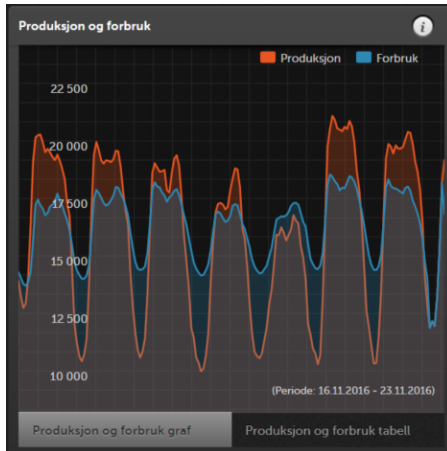 Produksjon og forbruk
i
Produksjon Forbruk
22 500
20 000
17 500
15 000
12 500
10 000
(Periode: 16.11.2016 - 23.11.2016)
Produksjon og forbruk graf Produksjon og forbruk tabell